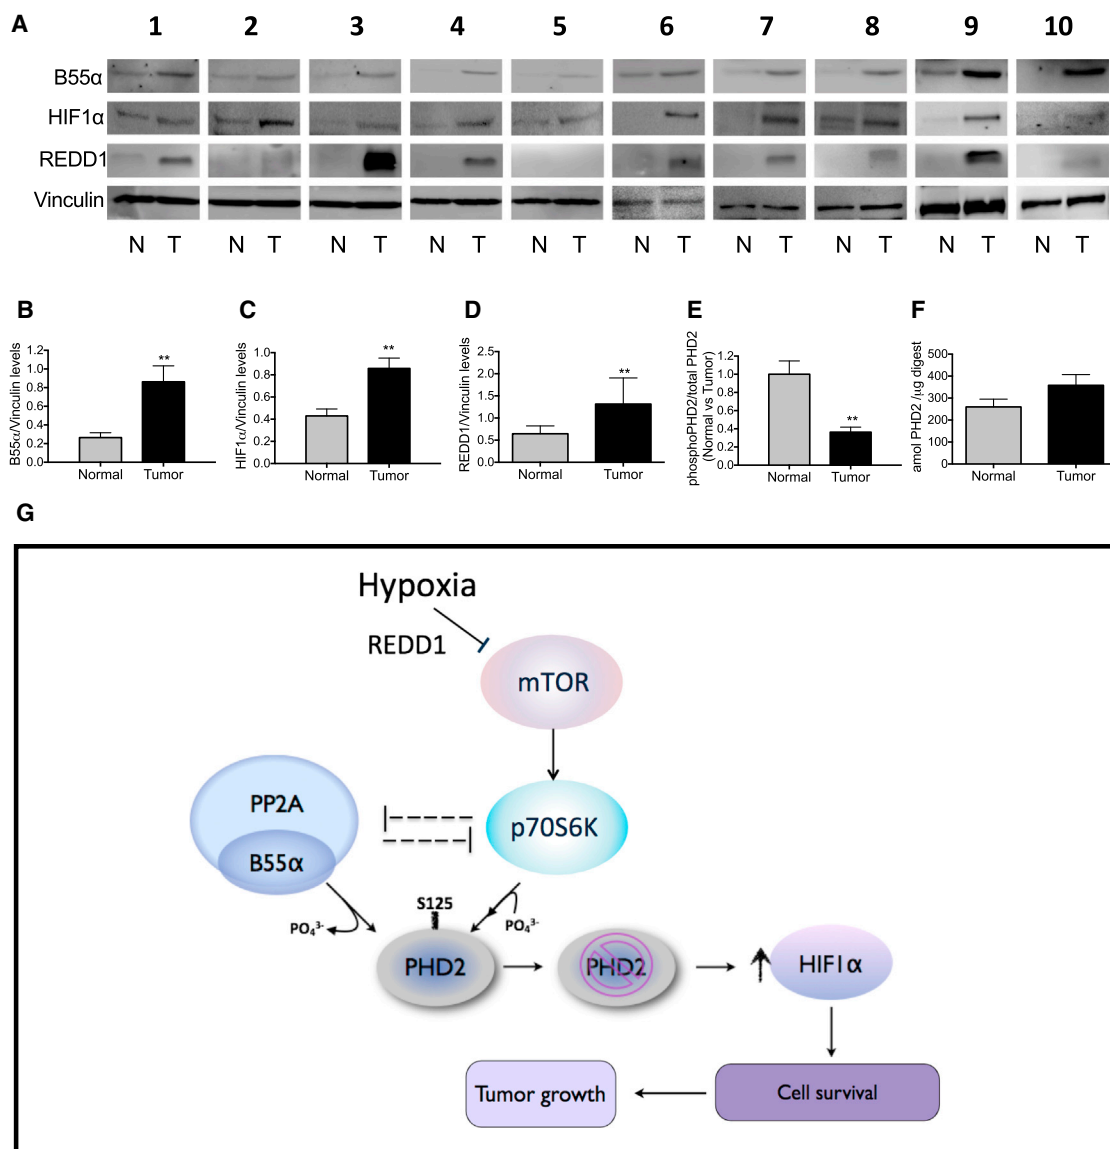 A 1 2 3 4 5 6 7 8 9 10
B55α
HIF1α
REDD1
Vinculin
N T N T N T N T N T N T N T N T N T N T
B
B55α/Vinculin levels
1.2
1.0
0.8
0.6
0.4
0.2
0.0
**
Normal Tumor
C
HIF1α/Vinculin levels
1.0
0.8
0.6
0.4
0.2
0.0
**
Normal Tumor
D
REDD1/Vinculin levels
2.5
2.0
1.5
1.0
0.5
0.0
**
Normal Tumor
E
phosphoPHD2/total PHD2
(Normal vs Tumor)
1.2
1.0
0.8
0.6
0.4
0.2
0.0
**
Normal Tumor
F
amol PHD2 /μg digest
500
400
300
200
100
0
Normal Tumor
G
Hypoxia
REDD1
mTOR
PP2A
p70S6K
B55α
S125
PO₄³⁻
PO₄³⁻
PHD2
PHD2
HIF1α
Tumor growth
Cell survival